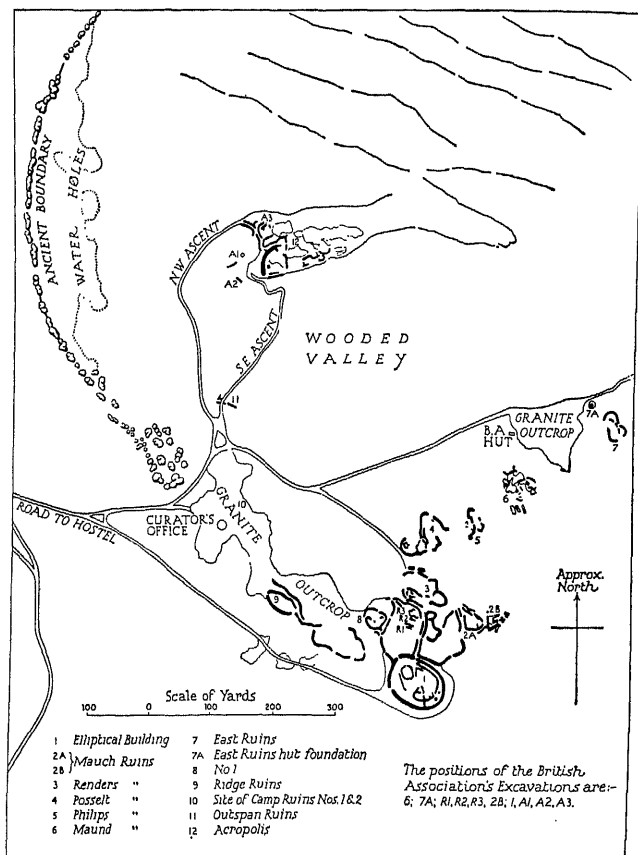 ANCIENT BOUNDARY
WATER HOLES
NW ASCENT
A3
12
A1
A2
S.E ASCENT
WOODED
VALLEY
11
7A
GRANITE
OUTCROP
B.A.
HUT
7
6
10
GRANITE
OUTCROP
CURATOR'S
OFFICE
ROAD TO HOSTEL
4
5
3
9
8
R3
R2
R1
2A
2B
1
Approx.
North
Scale of Yards
100 0 100 200 300
1 Elliptical Building
2A } Mauch Ruins
2B
3 Renders "
4 Posselt "
5 Philips "
6 Maund "
7 East Ruins
7A East Ruins hut foundation
8 No 1
9 Ridge Ruins
10 Site of Camp Ruins Nos. 1 & 2
11 Outspan Ruins
12 Acropolis
The positions of the British
Association's Excavations are:-
6; 7A; R1, R2, R3, 2B; 1, A1, A2, A3.